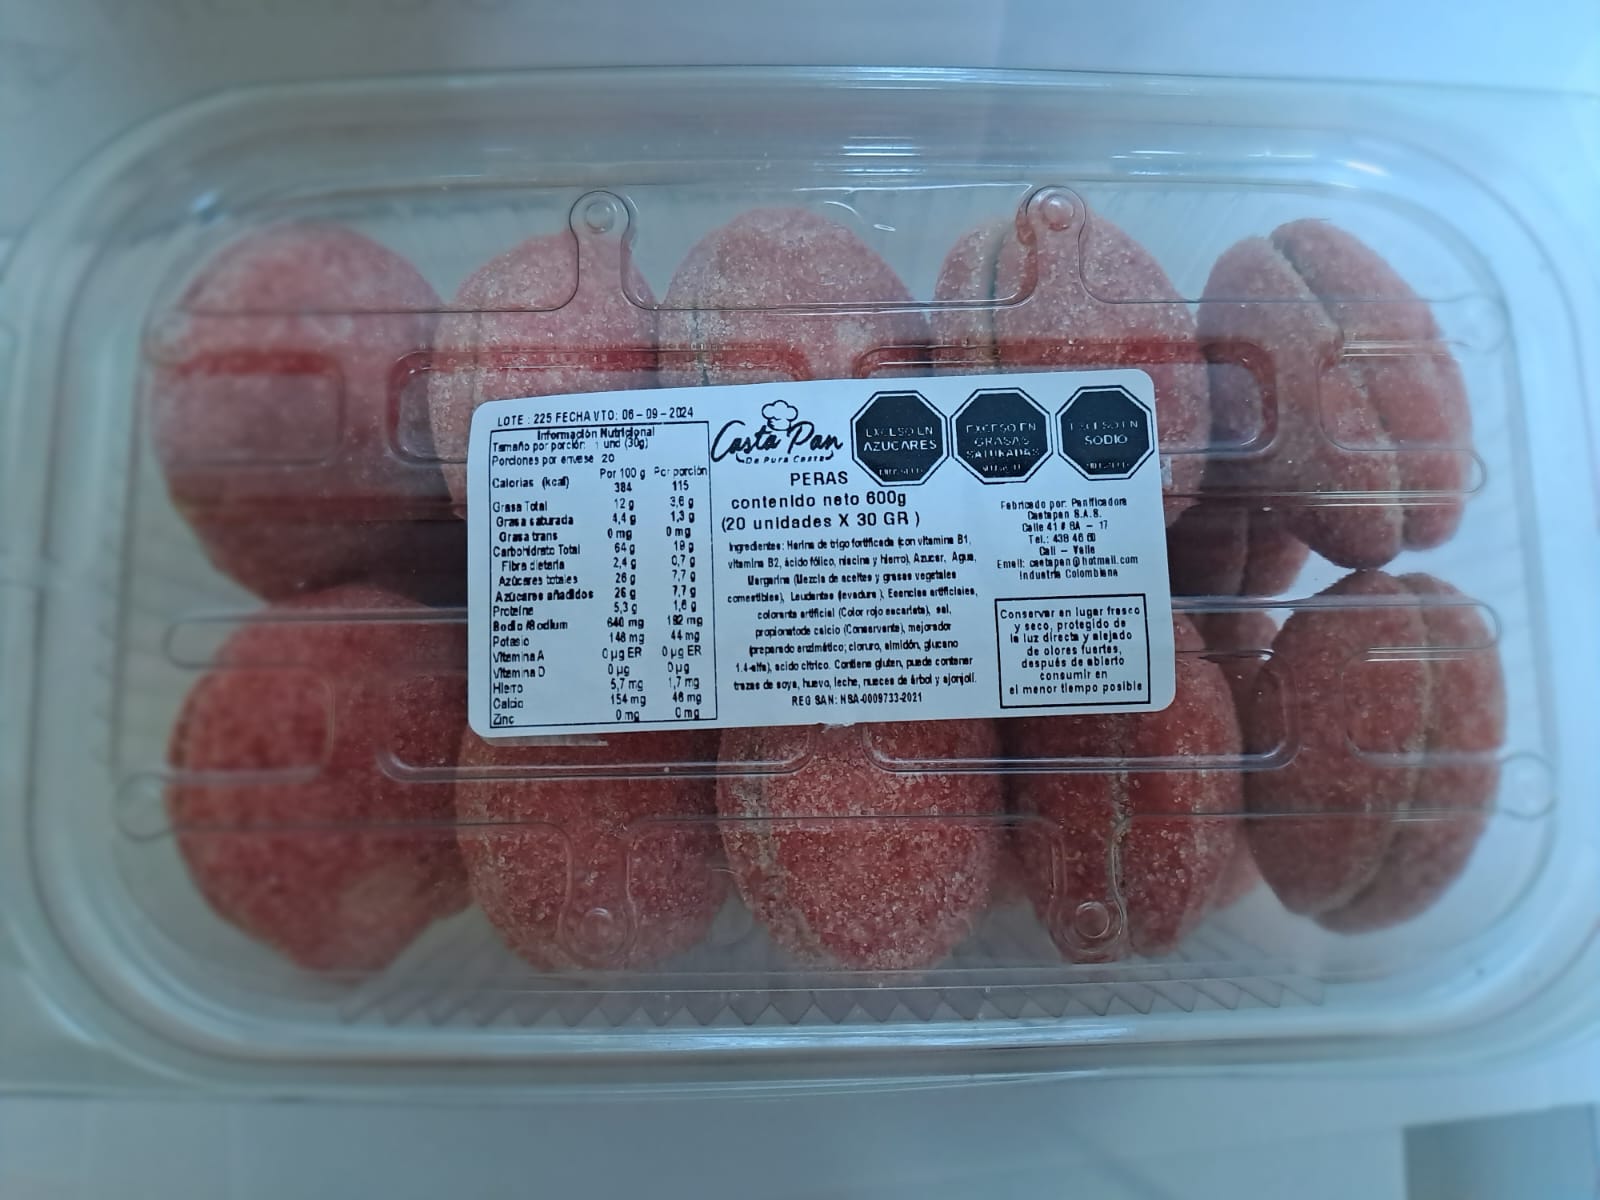 LOTE : 225 FECHA VTO: 06-09-2024
Información Nutricional
Tamaño por porción: 1 und (30g)
Porciones por envase 20
Por 100 g Por porción
Calorías (kcal) 384 115
Grasa Total 12 g 3,6 g
Grasa saturada 4,4 g 1,3 g
Grasa trans 0 mg 0 mg
Carbohidrato Total 64 g 19 g
Fibra dietaria 2,4 g 0,7 g
Azúcares totales 26 g 7,7 g
Azúcares añadidos 26 g 7,7 g
Proteína 5,3 g 1,6 g
Sodio /Sodium 640 mg 192 mg
Potasio 146 mg 44 mg
Vitamina A 0 µg ER 0 µg ER
Vitamina D 0 µg 0 µg
Hierro 5,7 mg 1,7 mg
Calcio 154 mg 46 mg
Zinc 0 mg 0 mg
Casta Pan
De Pura Casta
PERAS
contenido neto 600g
(20 unidades X 30 GR )
Ingredientes: Harina de trigo fortificada (con vitamina B1,
vitamina B2, ácido fólico, niacina y hierro), Azucar, Agua,
Margarina (Mezcla de aceites y grasas vegetales
comestibles), Leudantes (levadura ), Esencias artificiales,
colorante artificial (Color rojo escarlata), sal,
propionatode calcio (Conservante), mejorador
(preparado enzimático; cloruro, almidón, glucano
1.4-alfa), acido cítrico. Contiene gluten, puede contener
trazas de soya, huevo, leche, nueces de árbol y ajonjolí.
REG SAN: NSA-0009733-2021
EXCESO EN
AZUCARES
MINSALUD
EXCESO EN
GRASAS
SATURADAS
MINSALUD
EXCESO EN
SODIO
MINSALUD
Fabricado por: Panificadora
Castapan S.A.S.
Calle 41 # 8A - 17
Tel.: 438 46 60
Cali - Valle
Email: castapan@hotmail.com
Industria Colombiana
Conservar en lugar fresco
y seco, protegido de
la luz directa y alejado
de olores fuertes,
después de abierto
consumir en
el menor tiempo posible